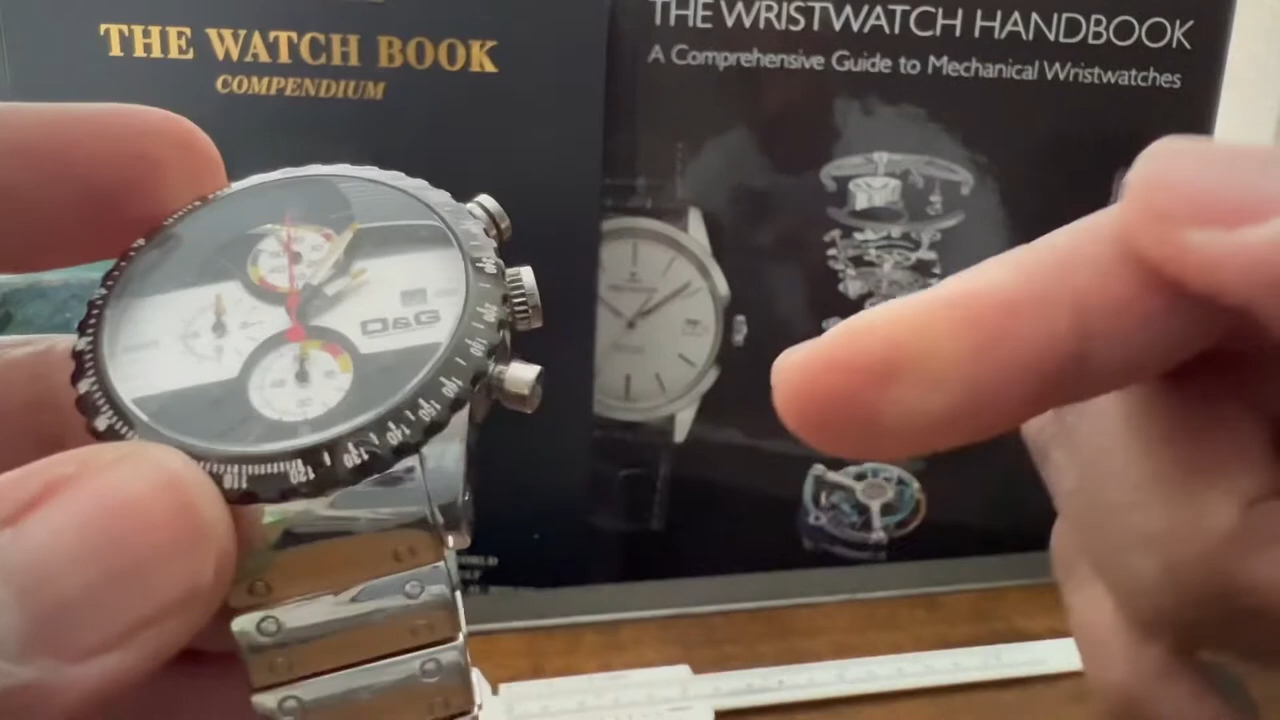 THE WATCH BOOK
COMPENDIUM
THE WRISTWATCH HANDBOOK
A Comprehensive Guide to Mechanical Wristwatches
D&G
110
120
130
140
150
160